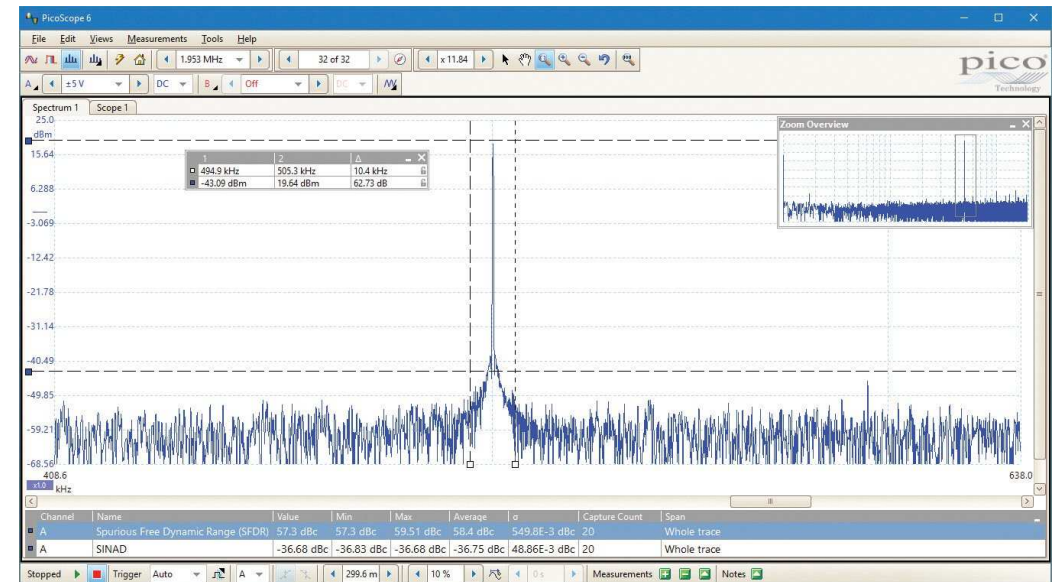 PicoScope 6
File Edit Views Measurements Tools Help
1.953 MHz 32 of 32 x 11.84
pico
Technology
A ±5 V DC B Off DC
Spectrum 1 Scope 1
25.0
dBm
15.64
6.288
-3.069
-12.42
-21.78
-31.14
-40.49
-49.85
-59.21
-68.56
1 2 Δ
494.9 kHz 505.3 kHz 10.4 kHz
-43.09 dBm 19.64 dBm 62.73 dB
Zoom Overview
408.6 638.0
x1.0 kHz
Channel Name Value Min Max Average σ Capture Count Span
A Spurious Free Dynamic Range (SFDR) 57.3 dBc 57.3 dBc 59.51 dBc 58.4 dBc 549.8E-3 dBc 20 Whole trace
A SINAD -36.68 dBc -36.83 dBc -36.68 dBc -36.75 dBc 48.86E-3 dBc 20 Whole trace
Stopped Trigger Auto A 299.6 m 10 % 0 s Measurements Notes